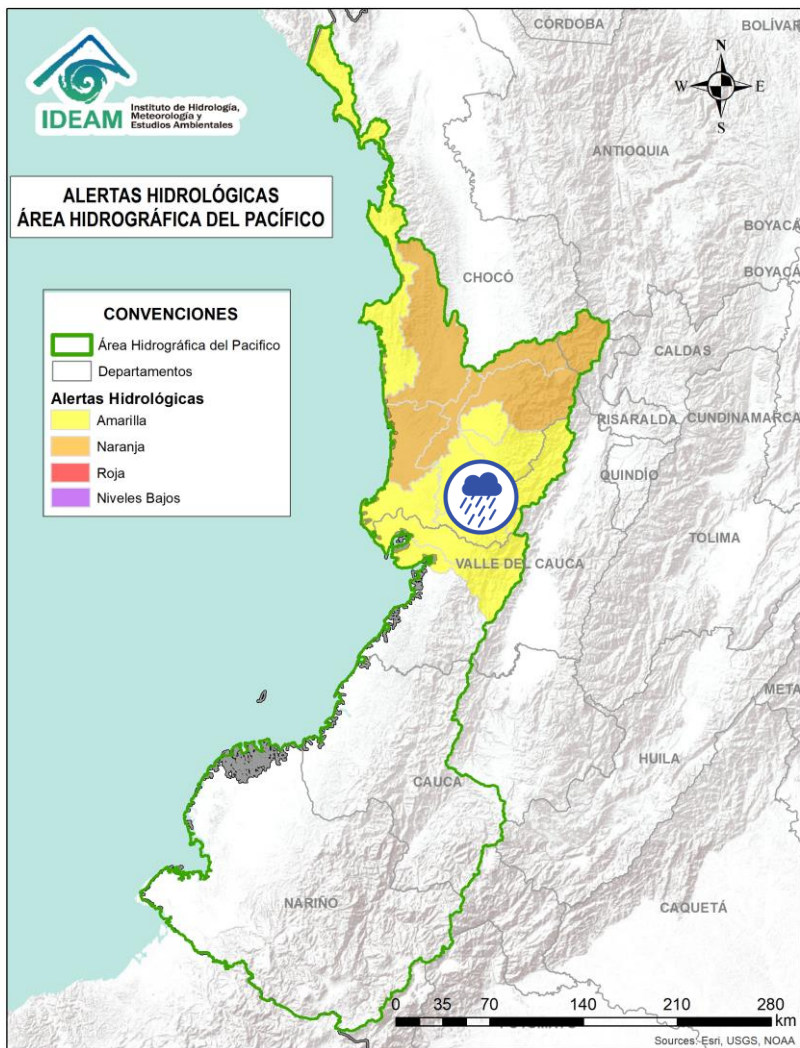 CÓRDOBA
BOLÍVAR
N
W
E
S
IDEAM
Instituto de Hidrología,
Meteorología y
Estudios Ambientales
ANTIOQUIA
ALERTAS HIDROLÓGICAS
ÁREA HIDROGRÁFICA DEL PACÍFICO
BOYACÁ
CHOCÓ
BOYACÁ
CONVENCIONES
Área Hidrográfica del Pacifico
Departamentos
Alertas Hidrológicas
Amarilla
Naranja
Roja
Niveles Bajos
CALDAS
RISARALDA
CUNDINAMARCA
QUINDÍO
TOLIMA
VALLE DEL CAUCA
META
HUILA
CAUCA
NARIÑO
CAQUETÁ
0 35 70 140 210 280
km
Sources: Esri, USGS, NOAA